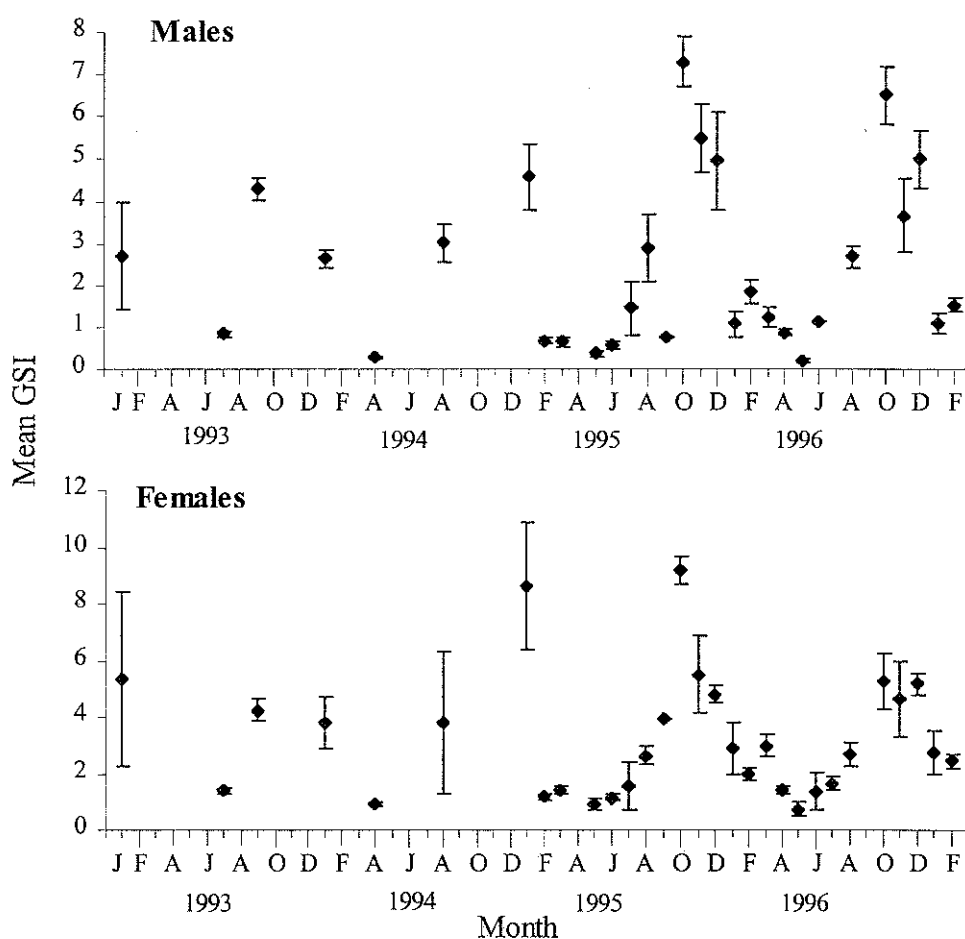 Males
8
7
6
5
4
3
2
1
0
J F A J A O D F A A O D F A J A O D F A J A O D F
1993 1994 1995 1996
Mean GSI
Females
12
10
8
6
4
2
0
J F A J A O D F A A O D F A J A O D F A J A O D F
1993 1994 1995 1996
Month